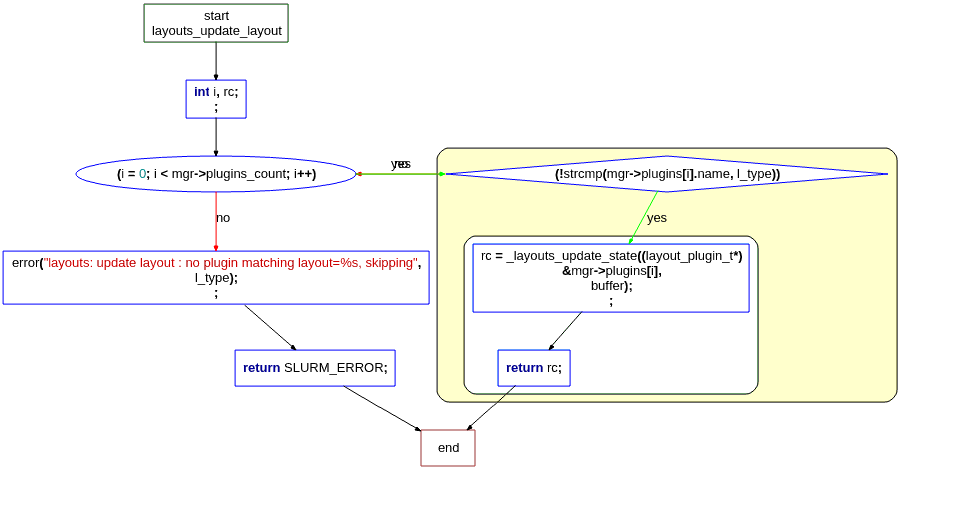 start
layouts_update_layout
int i, rc;
;
(i = 0; i < mgr->plugins_count; i++)
yes
no
(!strcmp(mgr->plugins[i].name, l_type))
no
yes
error("layouts: update layout : no plugin matching layout=%s, skipping",
l_type);
;
rc = _layouts_update_state((layout_plugin_t*)
&mgr->plugins[i],
buffer);
;
return SLURM_ERROR;
return rc;
end